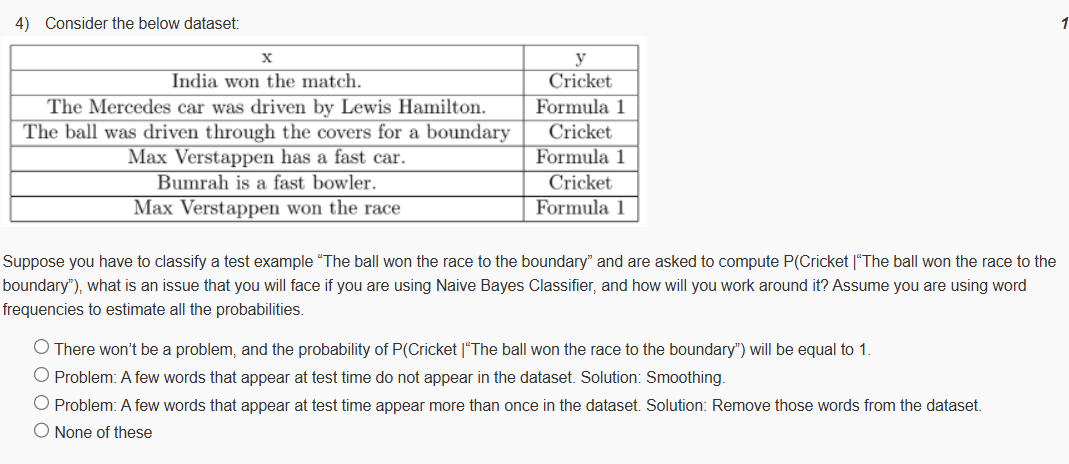 4) Consider the below dataset: 1
x y
India won the match. Cricket
The Mercedes car was driven by Lewis Hamilton. Formula 1
The ball was driven through the covers for a boundary Cricket
Max Verstappen has a fast car. Formula 1
Bumrah is a fast bowler. Cricket
Max Verstappen won the race Formula 1
Suppose you have to classify a test example “The ball won the race to the boundary” and are asked to compute P(Cricket |“The ball won the race to the
boundary”), what is an issue that you will face if you are using Naive Bayes Classifier, and how will you work around it? Assume you are using word
frequencies to estimate all the probabilities.
There won’t be a problem, and the probability of P(Cricket |“The ball won the race to the boundary”) will be equal to 1.
Problem: A few words that appear at test time do not appear in the dataset. Solution: Smoothing.
Problem: A few words that appear at test time appear more than once in the dataset. Solution: Remove those words from the dataset.
None of these